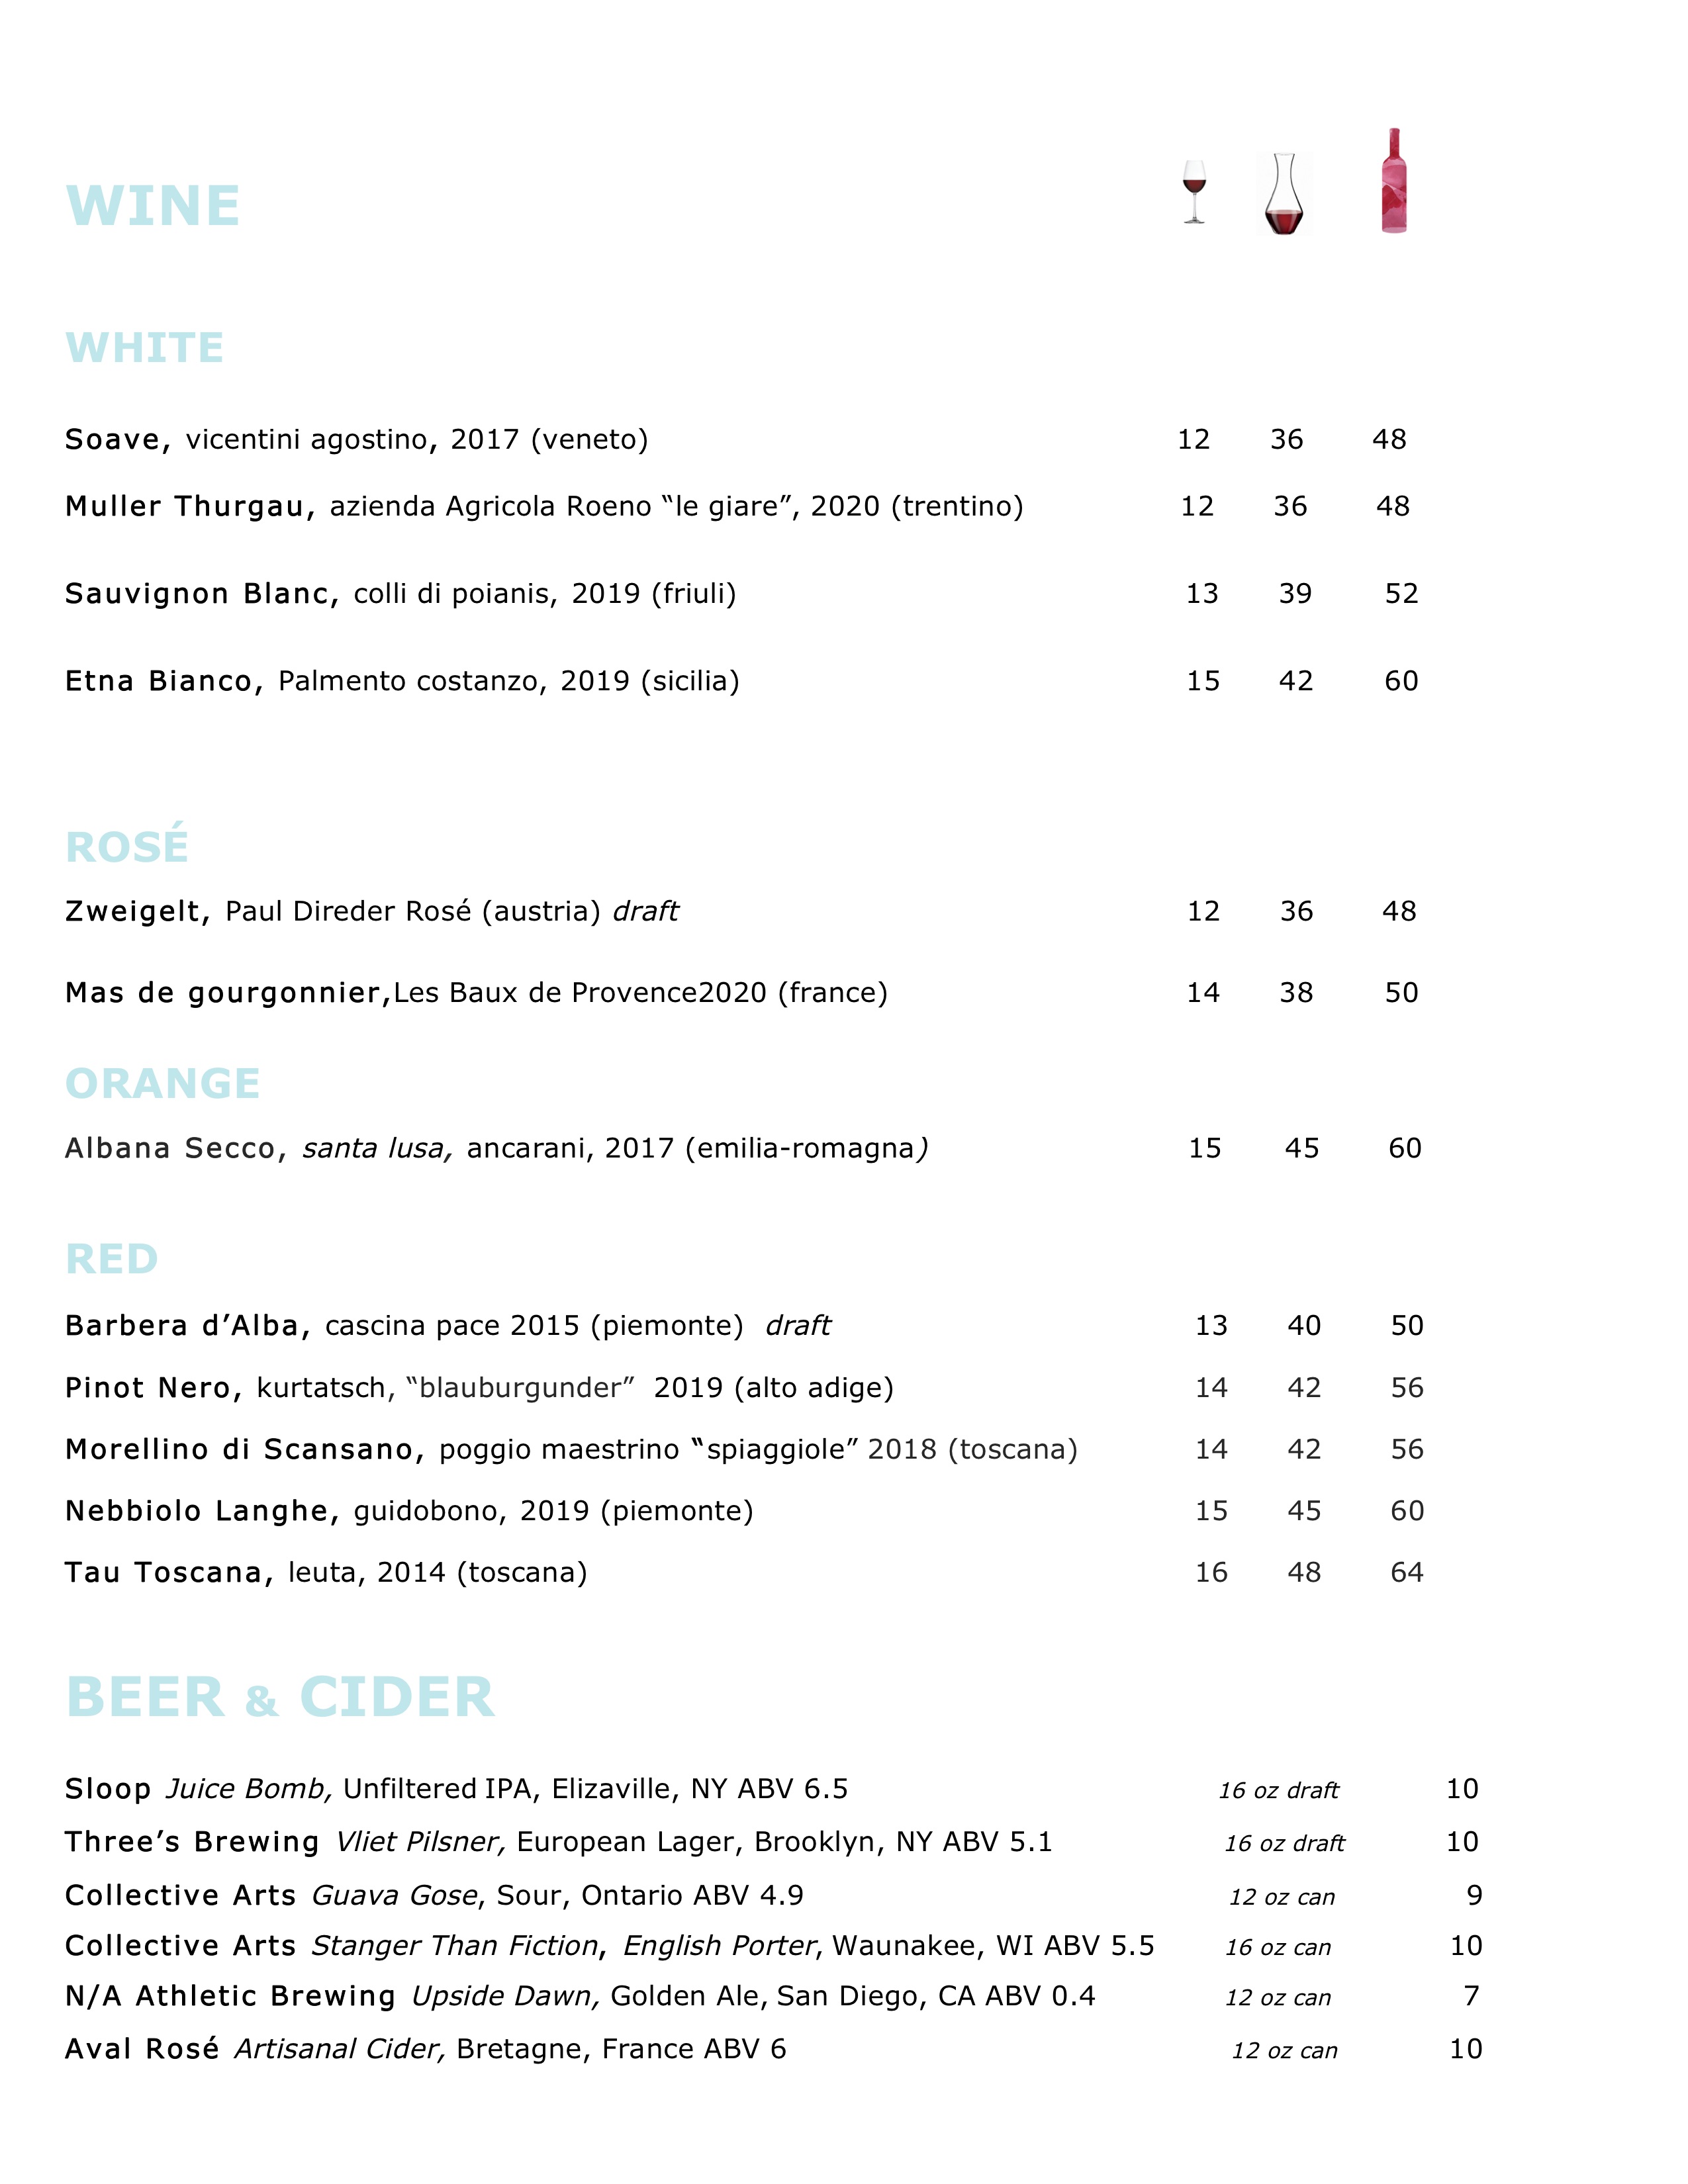 WINE
WHITE
Soave, vicentini agostino, 2017 (veneto) 12 36 48
Muller Thurgau, azienda Agricola Roeno “le giare”, 2020 (trentino) 12 36 48
Sauvignon Blanc, colli di poianis, 2019 (friuli) 13 39 52
Etna Bianco, Palmento costanzo, 2019 (sicilia) 15 42 60
ROSÉ
Zweigelt, Paul Direder Rosé (austria) draft 12 36 48
Mas de gourgonnier,Les Baux de Provence2020 (france) 14 38 50
ORANGE
Albana Secco, santa lusa, ancarani, 2017 (emilia-romagna) 15 45 60
RED
Barbera d’Alba, cascina pace 2015 (piemonte) draft 13 40 50
Pinot Nero, kurtatsch, “blauburgunder” 2019 (alto adige) 14 42 56
Morellino di Scansano, poggio maestrino “spiaggiole” 2018 (toscana) 14 42 56
Nebbiolo Langhe, guidobono, 2019 (piemonte) 15 45 60
Tau Toscana, leuta, 2014 (toscana) 16 48 64
BEER & CIDER
Sloop Juice Bomb, Unfiltered IPA, Elizaville, NY ABV 6.5 16 oz draft 10
Three’s Brewing Vliet Pilsner, European Lager, Brooklyn, NY ABV 5.1 16 oz draft 10
Collective Arts Guava Gose, Sour, Ontario ABV 4.9 12 oz can 9
Collective Arts Stanger Than Fiction, English Porter, Waunakee, WI ABV 5.5 16 oz can 10
N/A Athletic Brewing Upside Dawn, Golden Ale, San Diego, CA ABV 0.4 12 oz can 7
Aval Rosé Artisanal Cider, Bretagne, France ABV 6 12 oz can 10